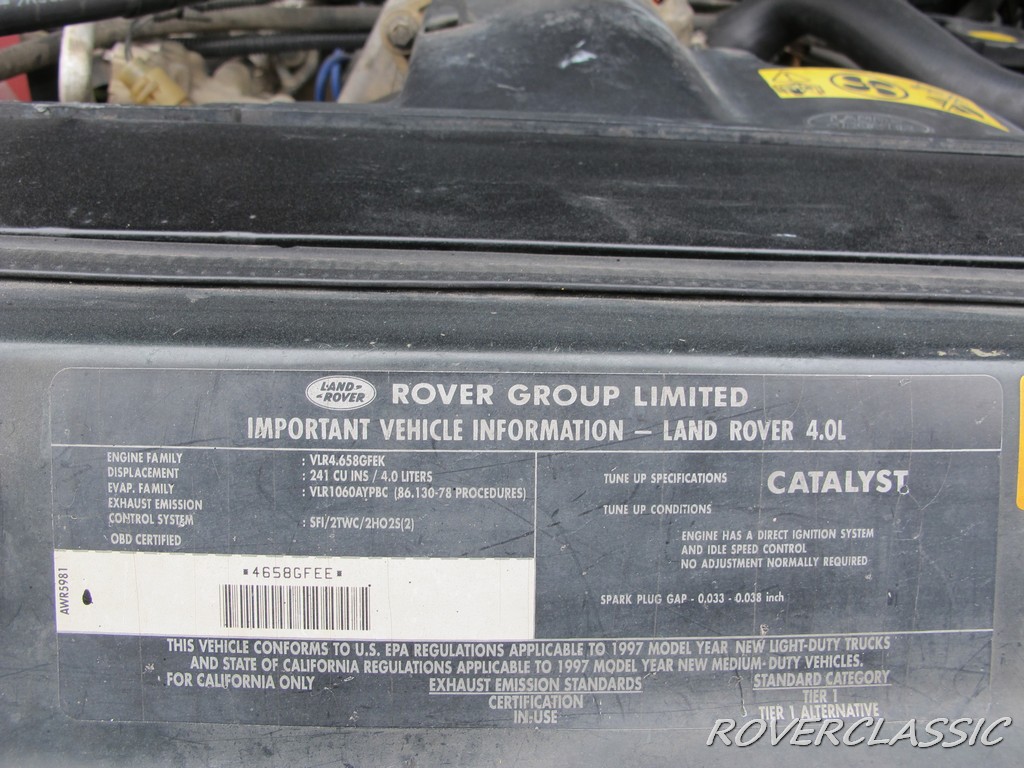 LAND-
-ROVER
ROVER GROUP LIMITED
IMPORTANT VEHICLE INFORMATION – LAND ROVER 4.0L
ENGINE FAMILY : VLR4.658GFEK
DISPLACEMENT : 241 CU INS / 4.0 LITERS
EVAP. FAMILY : VLR1060AYPBC (86.130-78 PROCEDURES)
EXHAUST EMISSION
CONTROL SYSTEM : SFI/2TWC/2HO2S(2)
OBD CERTIFIED
TUNE UP SPECIFICATIONS CATALYST
TUNE UP CONDITIONS
ENGINE HAS A DIRECT IGNITION SYSTEM
AND IDLE SPEED CONTROL
NO ADJUSTMENT NORMALLY REQUIRED
SPARK PLUG GAP - 0.033 - 0.038 inch
AWR5981
4658GFEE
THIS VEHICLE CONFORMS TO U.S. EPA REGULATIONS APPLICABLE TO 1997 MODEL YEAR NEW LIGHT-DUTY TRUCKS
AND STATE OF CALIFORNIA REGULATIONS APPLICABLE TO 1997 MODEL YEAR NEW MEDIUM-DUTY VEHICLES.
FOR CALIFORNIA ONLY EXHAUST EMISSION STANDARDS STANDARD CATEGORY
CERTIFICATION TIER 1
IN-USE TIER 1 ALTERNATIVE
ROVERCLASSIC